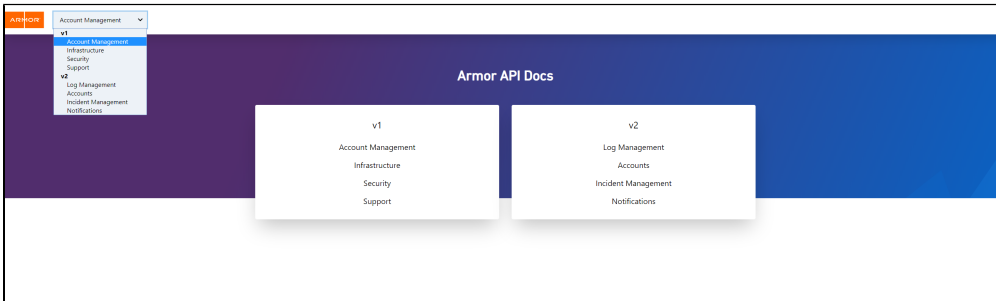 ARMOR
Account Management
v1
Account Management
Infrastructure
Security
Support
v2
Log Management
Accounts
Incident Management
Notifications
Armor API Docs
v1
Account Management
Infrastructure
Security
Support
v2
Log Management
Accounts
Incident Management
Notifications